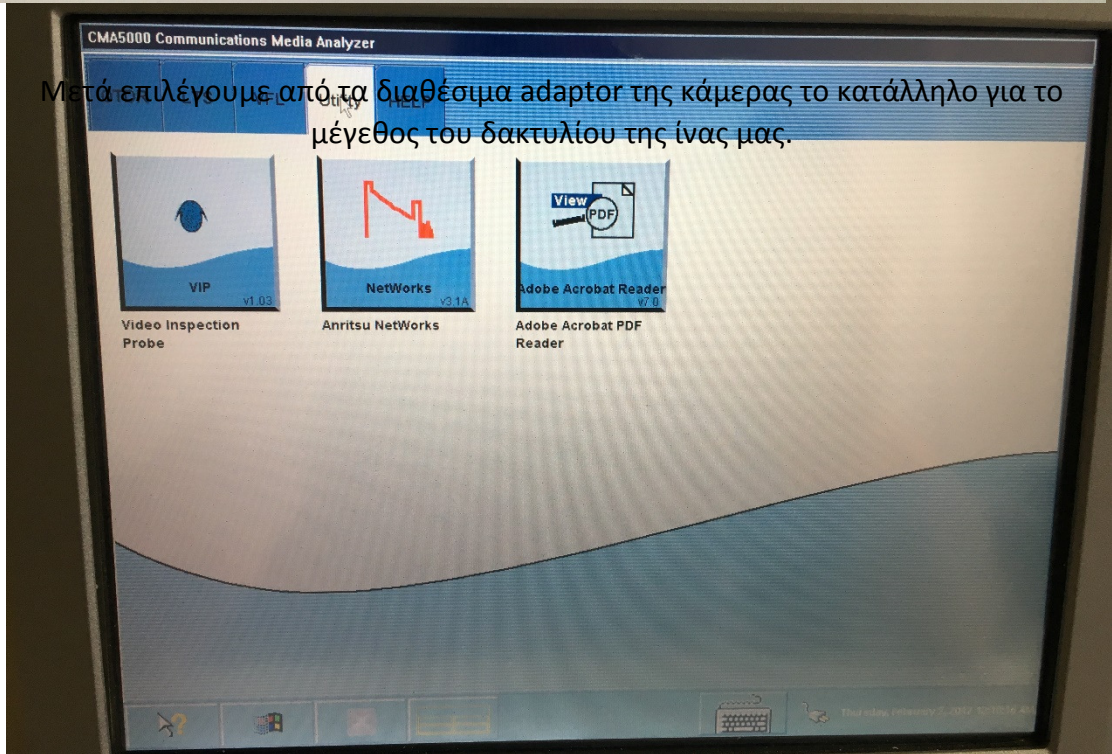 CMA5000 Communications Media Analyzer
Μετά επιλέγουμε από τα διαθέσιμα adaptor της κάμερας το κατάλληλο για το
μέγεθος του δακτυλίου της ίνας μας.
Utility HELP
View
PDF
VIP
v1.03
NetWorks
v3.1A
Adobe Acrobat Reader
v7.0
Video Inspection
Probe
Anritsu NetWorks
Adobe Acrobat PDF
Reader